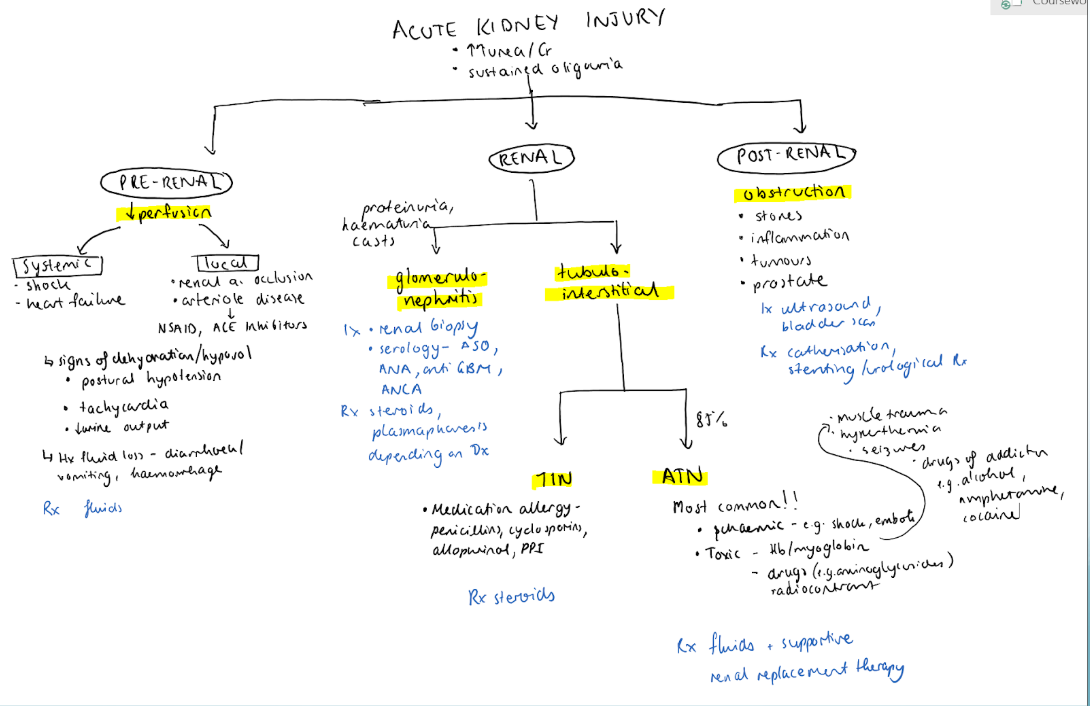 Coursewo
ACUTE KIDNEY INJURY
• ↑↑urea/Cr
• sustained oliguria
PRE-RENAL
↓perfusion
systemic
- shock
- heart failure
local
• renal a. occlusion
• arteriole disease
↓
NSAID, ACE Inhibitors
↳ signs of dehydration/hypovol
• postural hypotension
• tachycardia
• ↓urine output
↳ Hx fluid loss - diarrhoea/
vomiting, haemorrhage
Rx fluids
RENAL
proteinuria,
haematuria
casts
glomerulo-
nephritis
Ix • renal biopsy
• serology - ASO,
ANA, anti GBM,
ANCA
Rx steroids,
plasmapheresis
depending on Dx
tubulo-
interstitial
TIN
• Medication allergy-
penicillins, cyclosporins,
allopurinol, PPI
Rx steroids
85%
ATN
Most common!!
• ischaemic - e.g. shock, emboli
• Toxic - Hb/myoglobin
- drugs (e.g. aminoglycosides)
radiocontrast
• muscle trauma
• hyperthermia
• seizures
• drugs of addiction
e.g. alcohol,
amphetamine,
cocaine
Rx fluids + supportive
renal replacement therapy
POST-RENAL
obstruction
• stones
• inflammation
• tumours
• prostate
Ix ultrasound,
bladder scan
Rx
stenting/urological Rx